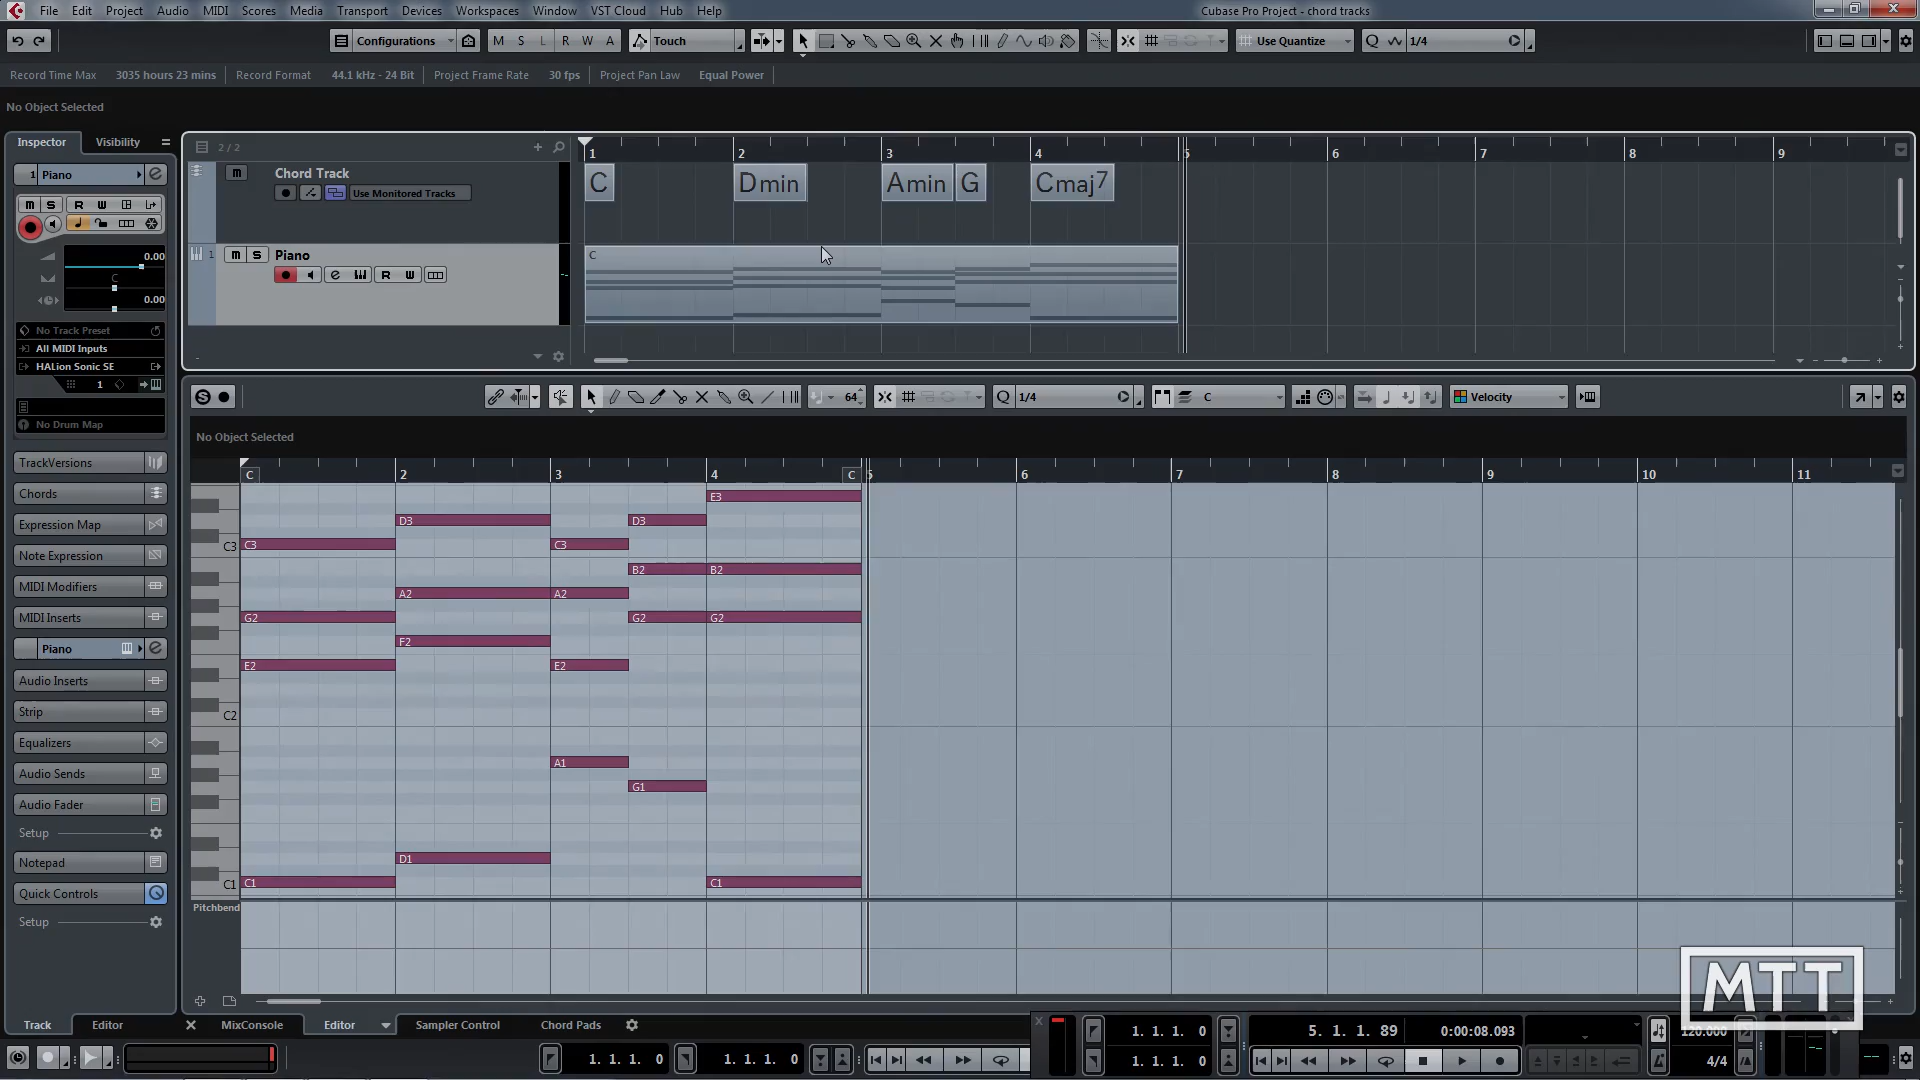 File Edit Project Audio MIDI Scores Media Transport Devices Workspaces Window VST Cloud Hub Help
Cubase Pro Project - chord tracks
Configurations M S L R W A Touch Use Quantize Q 1/4
Record Time Max 3035 hours 23 mins Record Format 44.1 kHz - 24 Bit Project Frame Rate 30 fps Project Pan Law Equal Power
No Object Selected
Inspector Visibility 2 / 2
1 2 3 4 5 6 7 8 9
1 Piano m Chord Track C Dmin Amin G Cmaj7
Use Monitored Tracks
m S R W
1 m S Piano C
0.00 e R W
C
0.00
No Track Preset
All MIDI Inputs
HALion Sonic SE
1
No Drum Map
64 Q 1/4 C Velocity
No Object Selected
TrackVersions
C 2 3 4 C 5 6 7 8 9 10 11
Chords
E3
Expression Map D3 D3
C3 C3 C3
Note Expression
B2 B2
MIDI Modifiers A2 A2
MIDI Inserts G2 G2 G2
Piano F2
E2 E2
Audio Inserts
Strip C2
Equalizers
A1
Audio Sends
G1
Audio Fader
Setup
Notepad D1
Quick Controls C1 C1 C1
Pitchbend
Setup
MTT
Track Editor MixConsole Editor Sampler Control Chord Pads
1. 1. 1. 0 5. 1. 1. 89 0:00:08.093 120.000
1. 1. 1. 0 1. 1. 1. 0 1. 1. 1. 0 4/4